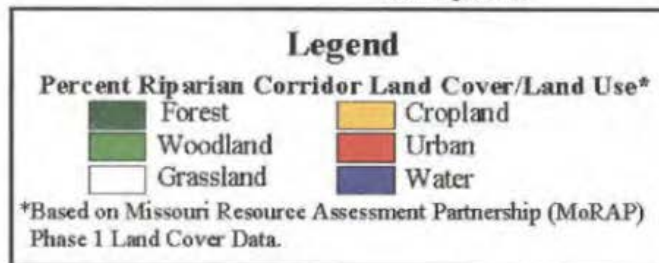 Legend
Percent Riparian Corridor Land Cover/Land Use*
Forest Cropland
Woodland Urban
Grassland Water
*Based on Missouri Resource Assessment Partnership (MoRAP)
Phase 1 Land Cover Data.